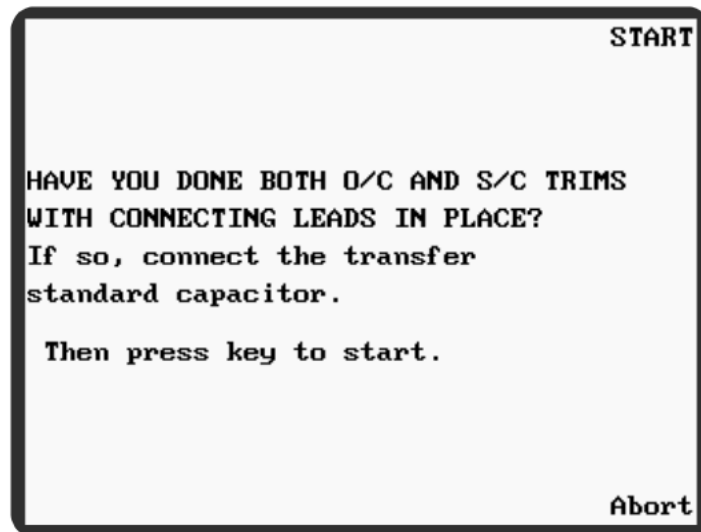 START
HAVE YOU DONE BOTH O/C AND S/C TRIMS
WITH CONNECTING LEADS IN PLACE?
If so, connect the transfer
standard capacitor.
Then press key to start.
Abort